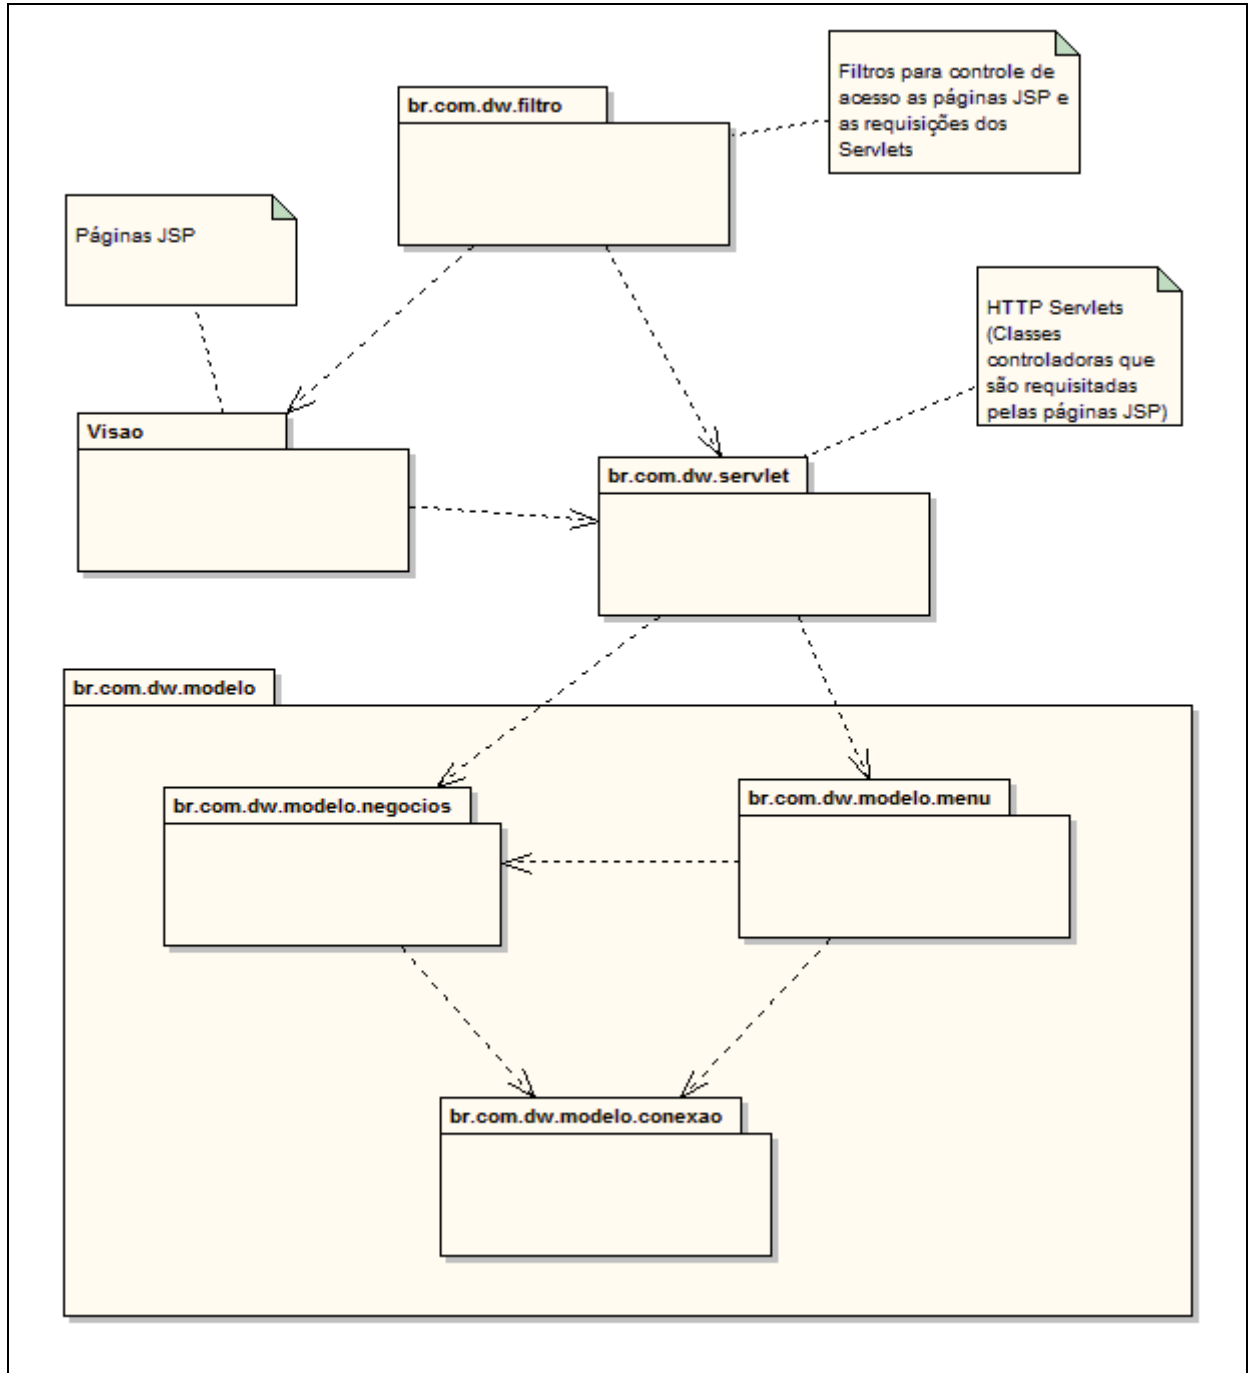 Filtros para controle de
acesso as páginas JSP e
as requisições dos
Servlets
br.com.dw.filtro
Páginas JSP
HTTP Servlets
(Classes
controladoras que
são requisitadas
pelas páginas JSP)
Visao
br.com.dw.servlet
br.com.dw.modelo
br.com.dw.modelo.negocios
br.com.dw.modelo.menu
br.com.dw.modelo.conexao